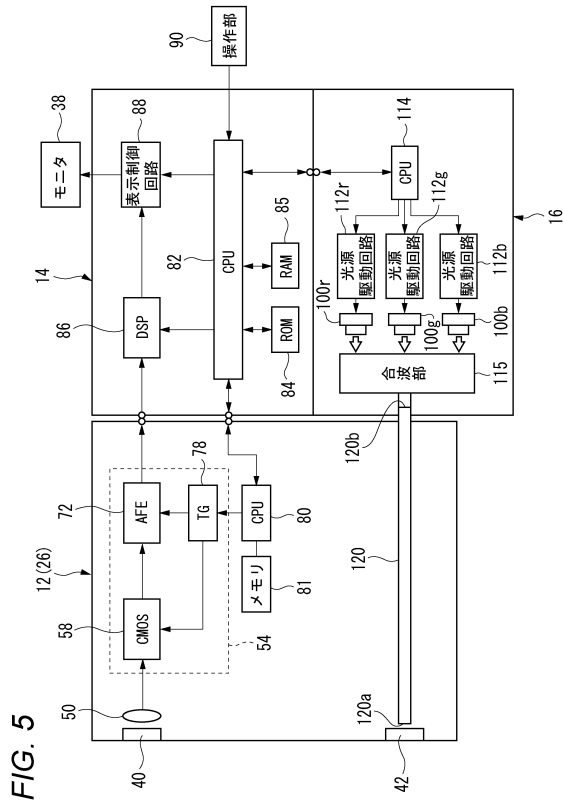 FIG. 5
12 (26)
14
38
モニタ
88
表示制御
回路
90
操作部
86
DSP
82
CPU
85
RAM
84
ROM
72
AFE
78
TG
58
CMOS
80
CPU
81
メモリ
54
50
40
114
CPU
112r
光源
駆動回路
112g
光源
駆動回路
112b
光源
駆動回路
100r
100g
100b
合波部
115
16
120b
120
120a
42